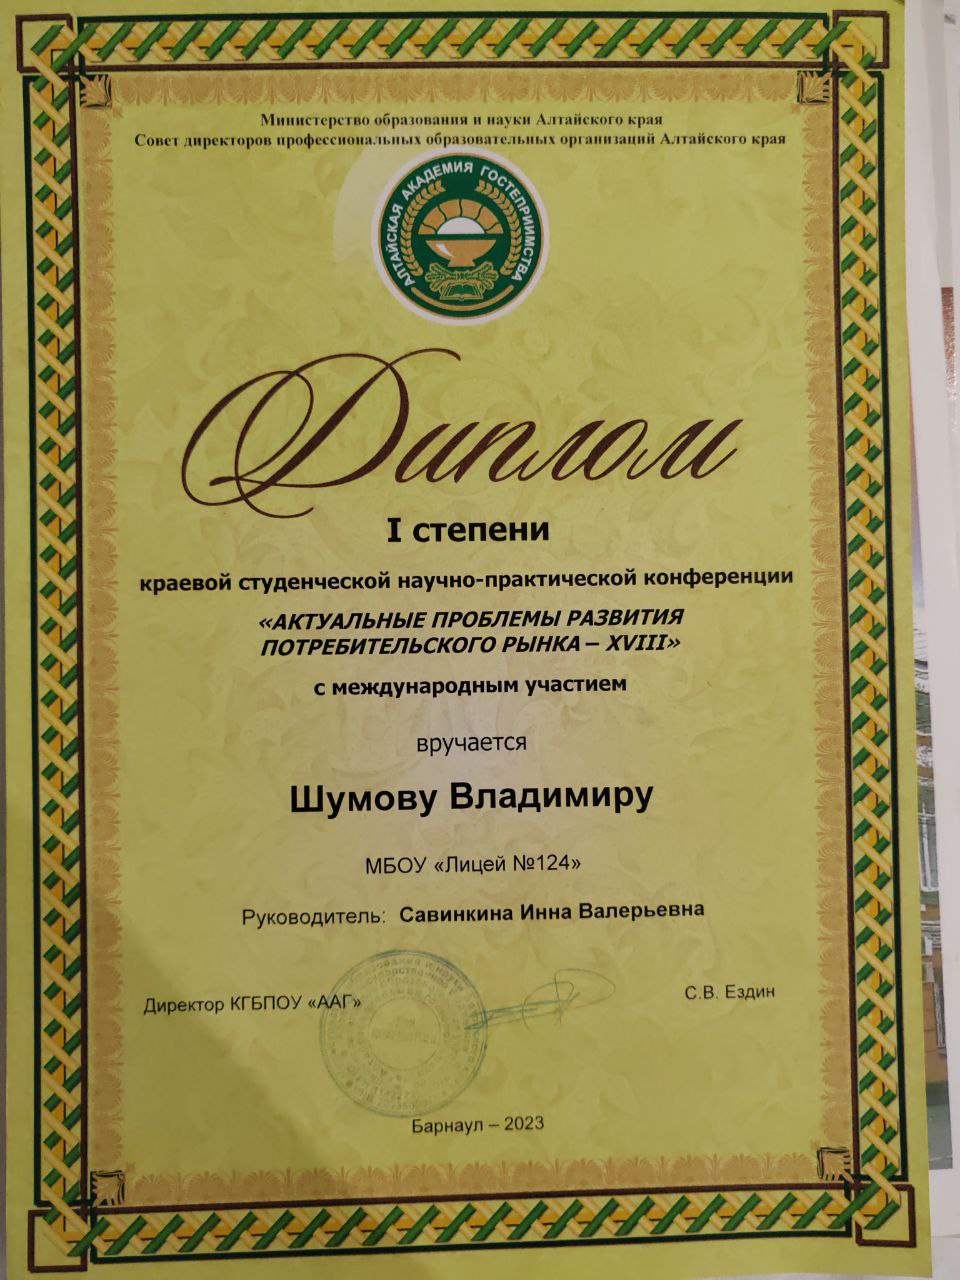 Министерство образования и науки Алтайского края
Совет директоров профессиональных образовательных организаций Алтайского края
АЛТАЙСКАЯ АКАДЕМИЯ ГОСТЕПРИИМСТВА
Диплом
I степени
краевой студенческой научно-практической конференции
«АКТУАЛЬНЫЕ ПРОБЛЕМЫ РАЗВИТИЯ
ПОТРЕБИТЕЛЬСКОГО РЫНКА – XVIII»
с международным участием
вручается
Шумову Владимиру
МБОУ «Лицей №124»
Руководитель: Савинкина Инна Валерьевна
Директор КГБПОУ «ААГ»
С.В. Ездин
Барнаул – 2023